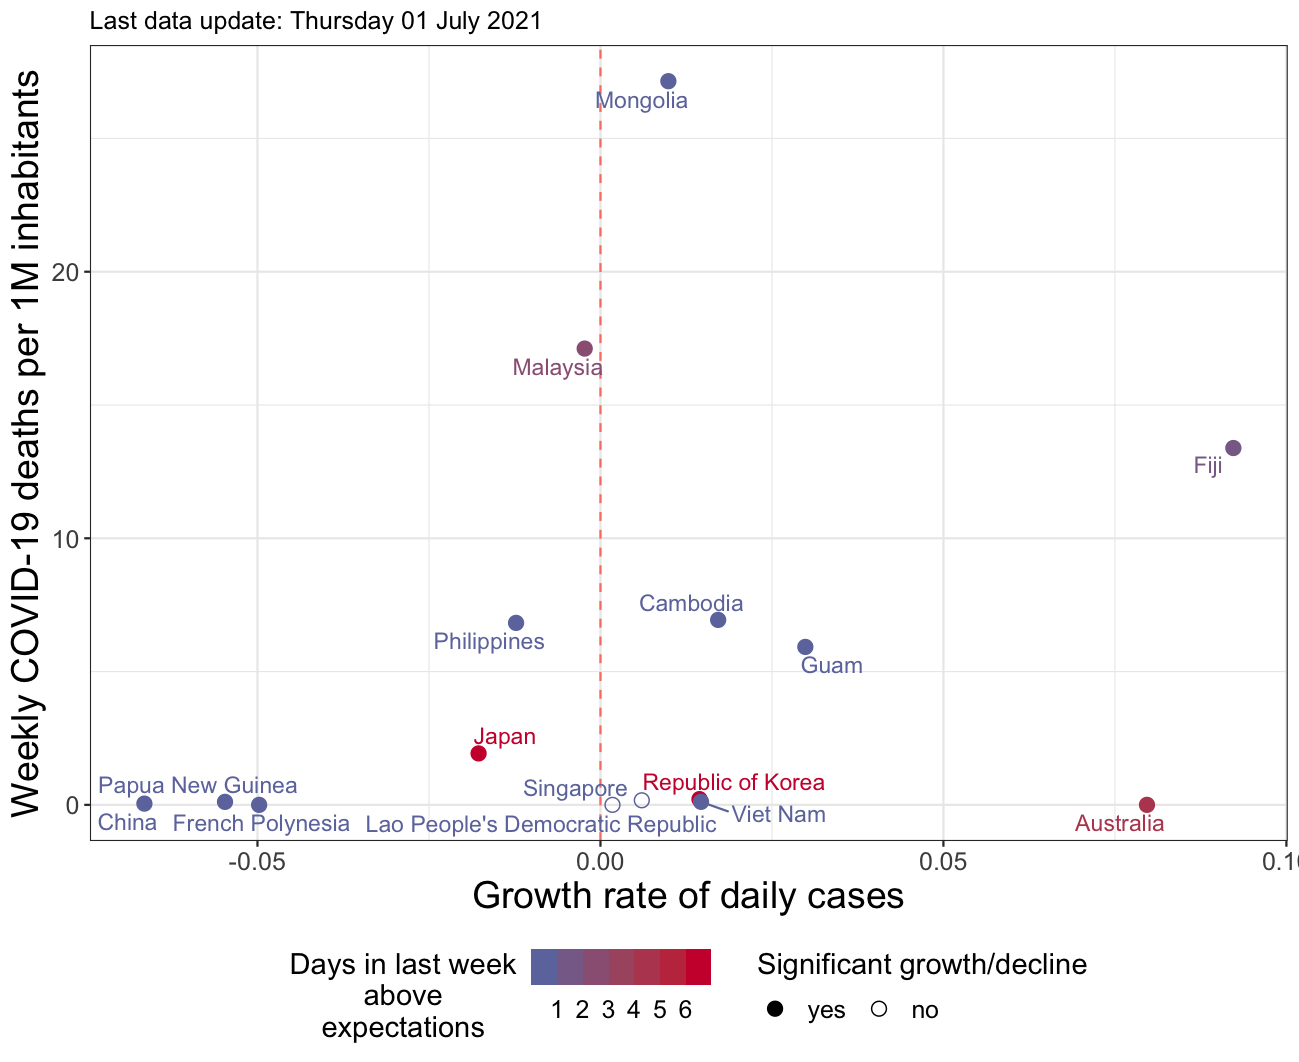 Last data update: Thursday 01 July 2021
Weekly COVID-19 deaths per 1M inhabitants
Mongolia
20
Malaysia
Fiji
10
Cambodia
Philippines
Guam
Japan
Papua New Guinea
Singapore
Republic of Korea
0
China
French Polynesia
Lao People's Democratic Republic
Viet Nam
Australia
-0.05
0.00
0.05
0.10
Growth rate of daily cases
Days in last week
above
expectations
1 2 3 4 5 6
Significant growth/decline
yes
no